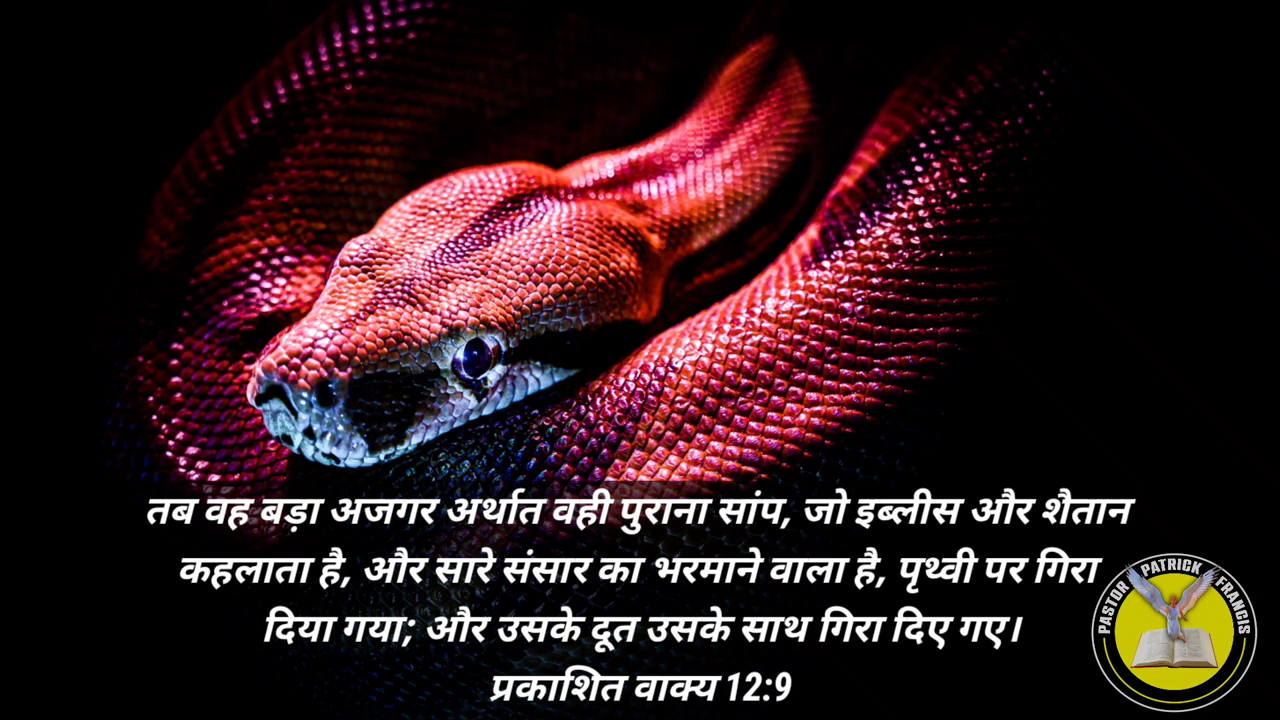 तब वह बड़ा अजगर अर्थात वही पुराना सांप, जो इब्लीस और शैतान
कहलाता है, और सारे संसार का भरमाने वाला है, पृथ्वी पर गिरा
दिया गया; और उसके दूत उसके साथ गिरा दिए गए।
प्रकाशित वाक्य 12:9
PASTOR PATRICK FRANCIS